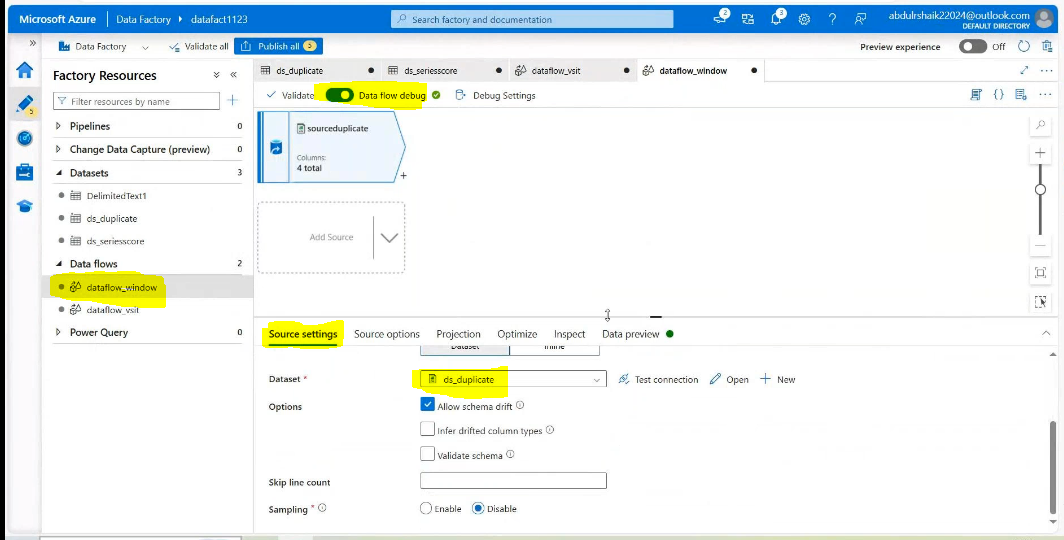 Microsoft Azure
Data Factory
datafact1123
Search factory and documentation
2
3
abdulrshaik22024@outlook.com
DEFAULT DIRECTORY
»
Data Factory
Validate all
Publish all 5
Preview experience
Off
Factory Resources
«
Filter resources by name
Pipelines 0
Change Data Capture (preview) 0
Datasets 3
DelimitedText1
ds_duplicate
ds_seriesscore
Data flows 2
dataflow_window
dataflow_vsit
Power Query 0
5
ds_duplicate
ds_seriesscore
dataflow_vsit
dataflow_window
Validate
Data flow debug
Debug Settings
sourceduplicate
Columns:
4 total
+
Add Source
Source settings
Source options
Projection
Optimize
Inspect
Data preview
Dataset
Inline
Dataset *
ds_duplicate
Test connection
Open
New
Options
Allow schema drift
Infer drifted column types
Validate schema
Skip line count
Sampling *
Enable
Disable